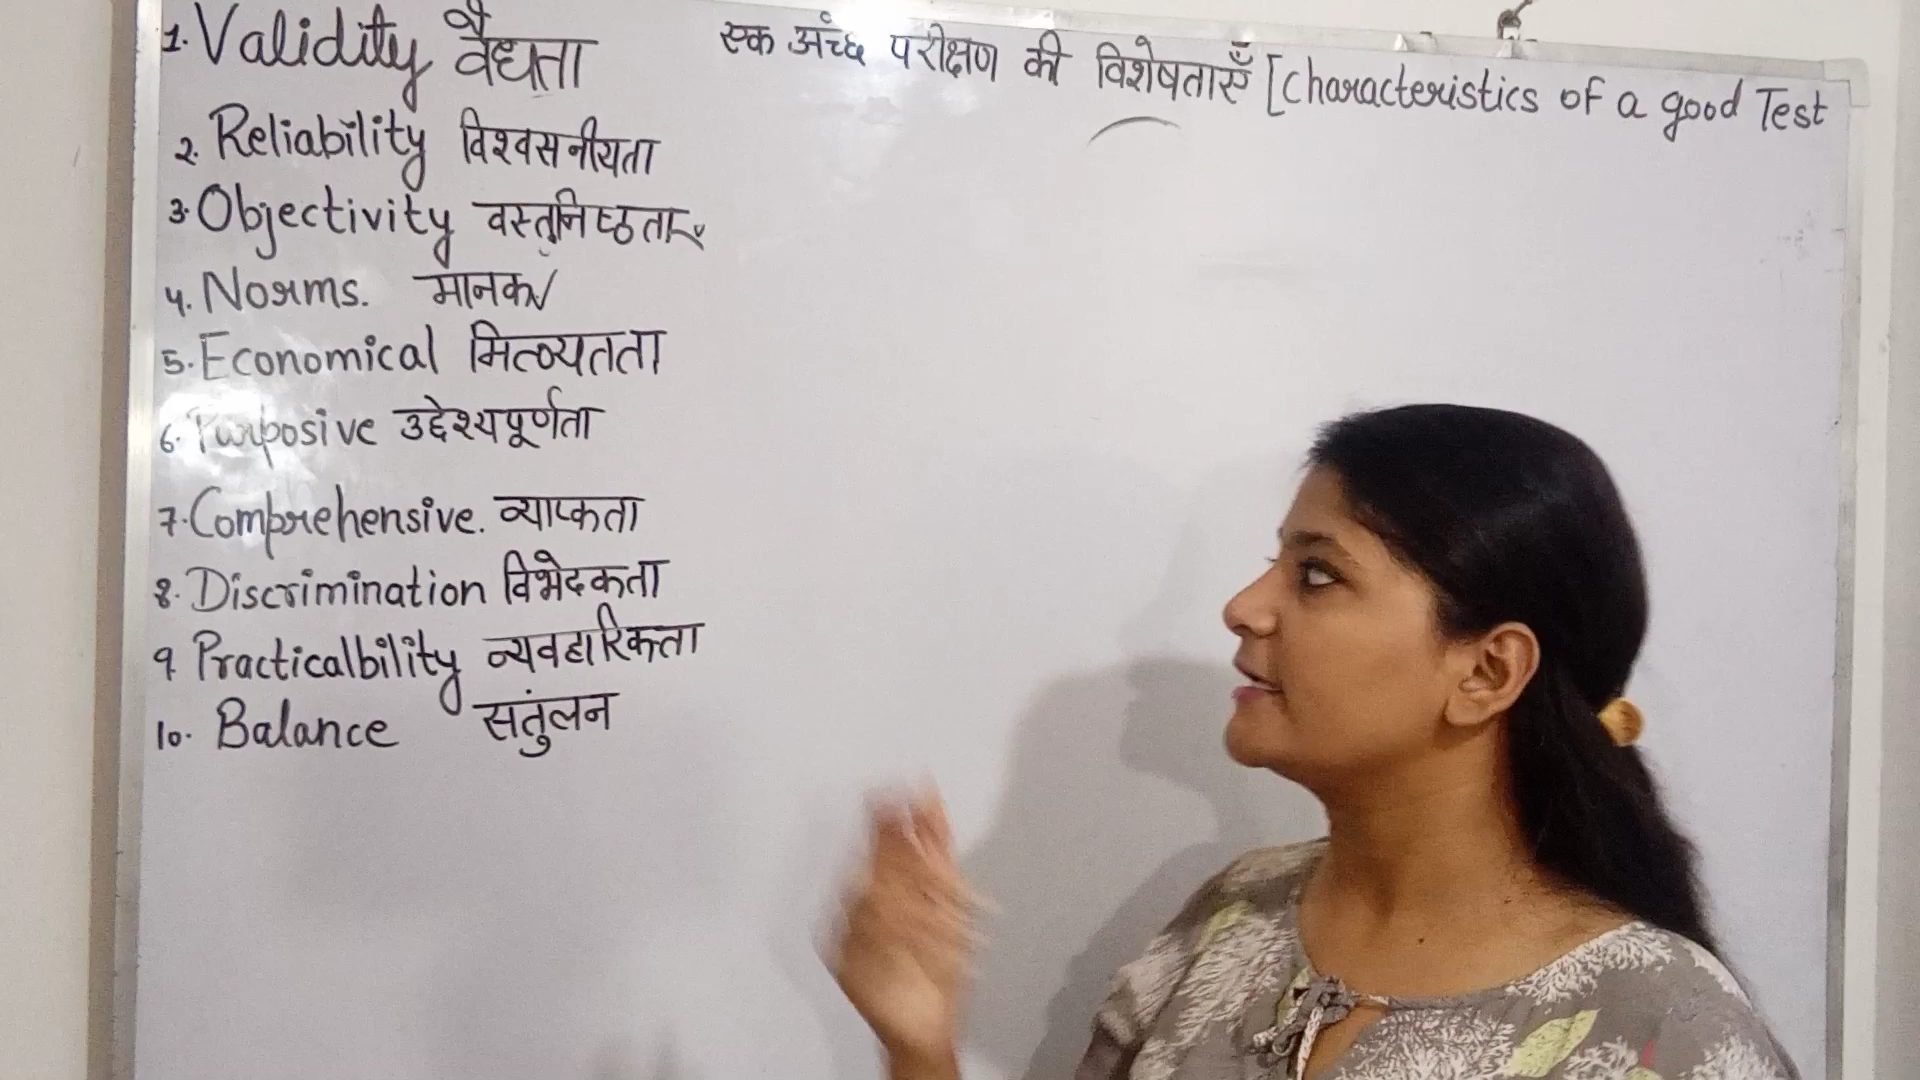 एक अच्छे परीक्षण की विशेषताएँ [Characteristics of a good Test
1. Validity वैधता
2. Reliability विश्वसनीयता
3. Objectivity वस्तुनिष्ठता
4. Norms. मानक
5. Economical मितव्यतता
6. Purposive उद्देश्यपूर्णता
7. Comprehensive. व्यापकता
8. Discrimination विभेदकता
9 Practicalbility व्यवहारिकता
10. Balance संतुलन